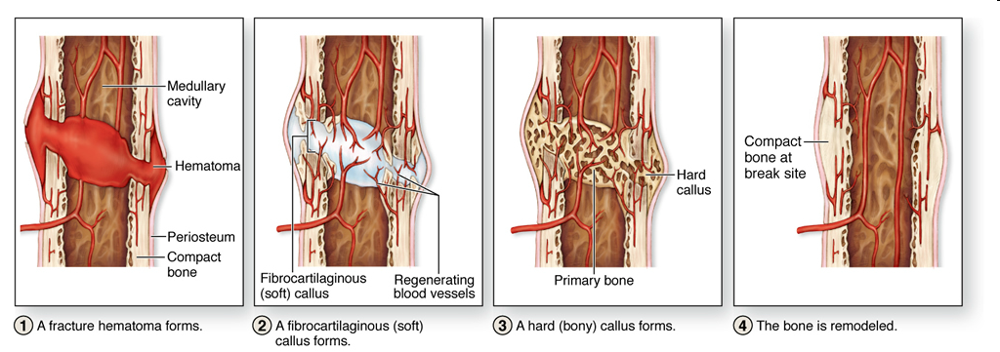 Medullary
cavity
Hematoma
Periosteum
Compact
bone
1 A fracture hematoma forms.
Fibrocartilaginous
(soft) callus
Regenerating
blood vessels
2 A fibrocartilaginous (soft)
callus forms.
Hard
callus
Primary bone
3 A hard (bony) callus forms.
Compact
bone at
break site
4 The bone is remodeled.